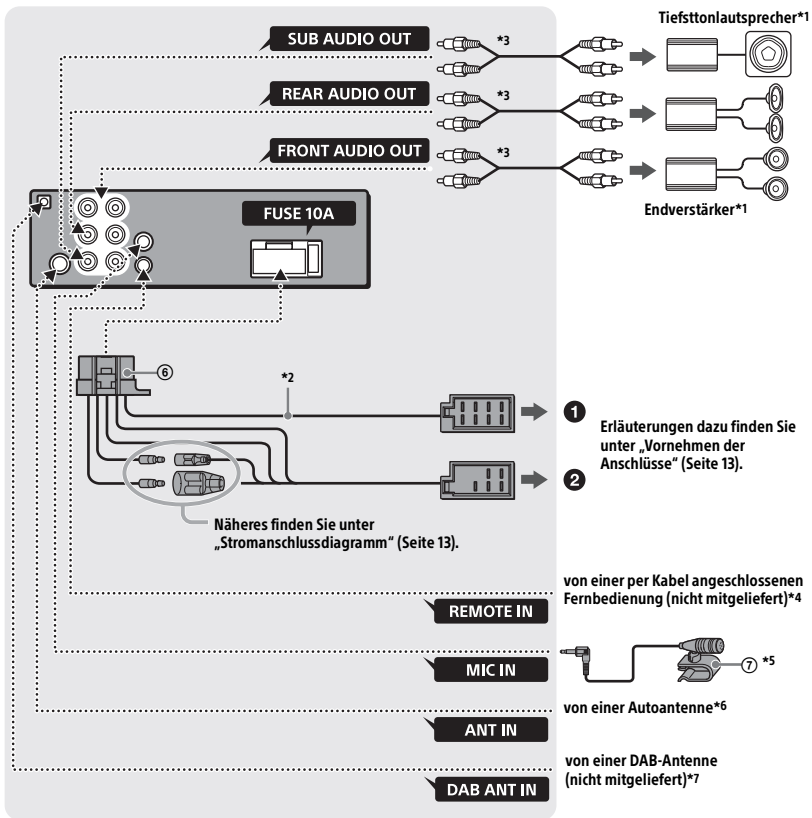 Tiefsttonlautsprecher*1
SUB AUDIO OUT
*3
REAR AUDIO OUT
*3
FRONT AUDIO OUT
*3
Endverstärker*1
FUSE 10A
⑥
*2
❶
Erläuterungen dazu finden Sie
unter „Vornehmen der
Anschlüsse“ (Seite 13).
❷
Näheres finden Sie unter
„Stromanschlussdiagramm“ (Seite 13).
von einer per Kabel angeschlossenen
Fernbedienung (nicht mitgeliefert)*4
REMOTE IN
⑦ *5
MIC IN
von einer Autoantenne*6
ANT IN
von einer DAB-Antenne
(nicht mitgeliefert)*7
DAB ANT IN